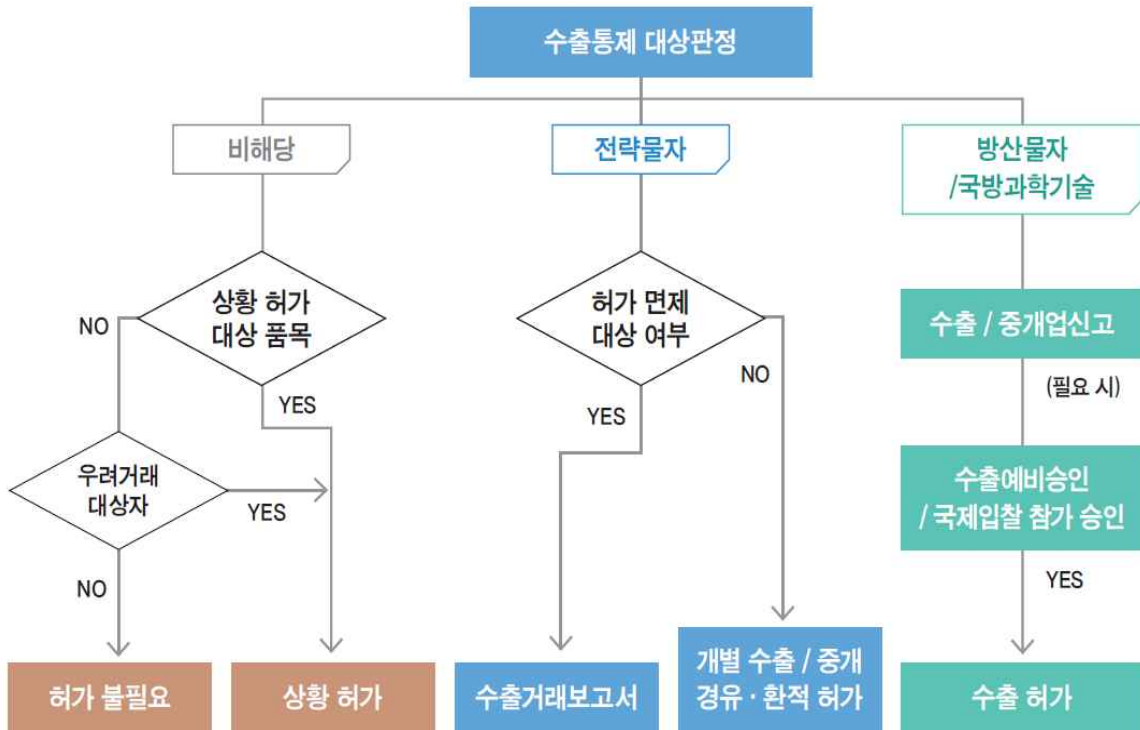 수출통제 대상판정
비해당
전략물자
방산물자
/국방과학기술
상황 허가
대상 품목
NO
YES
우려거래
대상자
YES
NO
허가 불필요
상황 허가
허가 면제
대상 여부
NO
YES
수출거래보고서
개별 수출 / 중개
경유 · 환적 허가
수출 / 중개업신고
(필요 시)
수출예비승인
/ 국제입찰 참가 승인
YES
수출 허가